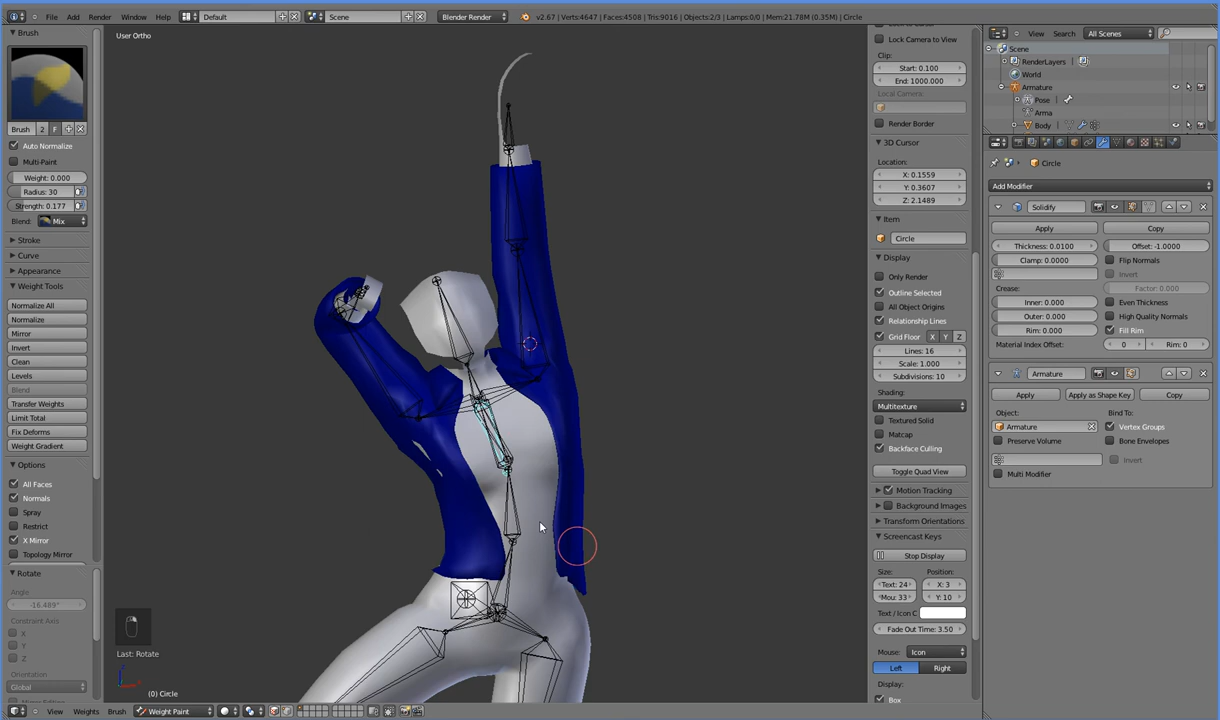 File Add Render Window Help Default Scene Blender Render v2.67 | Verts:4647 | Faces:4508 | Tris:9016 | Objects:2/3 | Lamps:0/0 | Mem:21.78M (0.35M) | Circle
Brush
Brush 2 F
Auto Normalize
Multi-Paint
Weight: 0.000
Radius: 30
Strength: 0.177
Blend: Mix
Stroke
Curve
Appearance
Weight Tools
Normalize All
Normalize
Mirror
Invert
Clean
Levels
Blend
Transfer Weights
Limit Total
Fix Deforms
Weight Gradient
Options
All Faces
Normals
Spray
Restrict
X Mirror
Topology Mirror
Rotate
Angle
-16.489°
Constraint Axis
X
Y
Z
Orientation
Global
User Ortho
Last: Rotate
(0) Circle
View Weights Brush Weight Paint
Lock Camera to View
Clip:
Start: 0.100
End: 1000.000
Local Camera:
Render Border
3D Cursor
Location:
X: 0.1559
Y: 0.3607
Z: 2.1489
Item
Circle
Display
Only Render
Outline Selected
All Object Origins
Relationship Lines
Grid Floor X Y Z
Lines: 16
Scale: 1.000
Subdivisions: 10
Shading:
Multitexture
Textured Solid
Matcap
Backface Culling
Toggle Quad View
Motion Tracking
Background Images
Transform Orientations
Screencast Keys
Stop Display
Size: Position:
Text: 24 X: 3
Mou: 33 Y: 10
Text / Icon C
Fade Out Time: 3.50
Mouse: Icon
Left Right
Display:
Box
View Search All Scenes
Scene
RenderLayers
World
Armature
Pose
Arma
Body
Circle
Add Modifier
Solidify
Apply Copy
Thickness: 0.0100 Offset: -1.0000
Clamp: 0.0000 Flip Normals
Invert
Crease: Factor: 0.000
Inner: 0.000 Even Thickness
Outer: 0.000 High Quality Normals
Rim: 0.000 Fill Rim
Material Index Offset: 0 Rim: 0
Armature
Apply Apply as Shape Key Copy
Object: Bind To:
Armature Vertex Groups
Preserve Volume Bone Envelopes
Invert
Multi Modifier